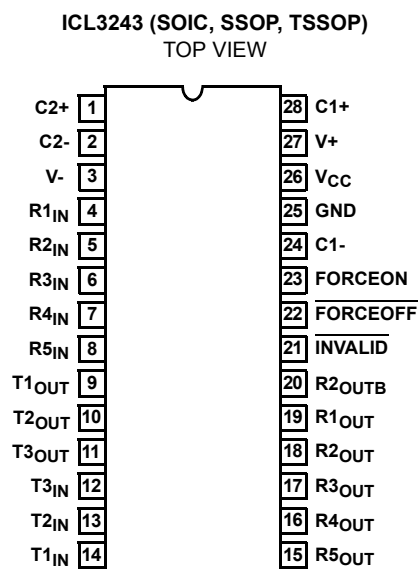 ICL3243 (SOIC, SSOP, TSSOP)
TOP VIEW
C2+ 1 28 C1+
C2- 2 27 V+
V- 3 26 VCC
R1IN 4 25 GND
R2IN 5 24 C1-
R3IN 6 23 FORCEON
R4IN 7 22 FORCEOFF
R5IN 8 21 INVALID
T1OUT 9 20 R2OUTB
T2OUT 10 19 R1OUT
T3OUT 11 18 R2OUT
T3IN 12 17 R3OUT
T2IN 13 16 R4OUT
T1IN 14 15 R5OUT